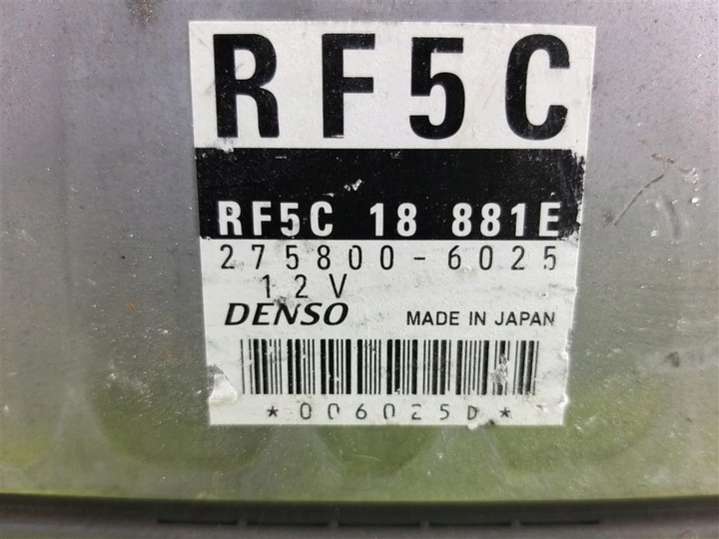 RF5C
RF5C 18 881E
275800-6025
12V
DENSO MADE IN JAPAN
*006025D*